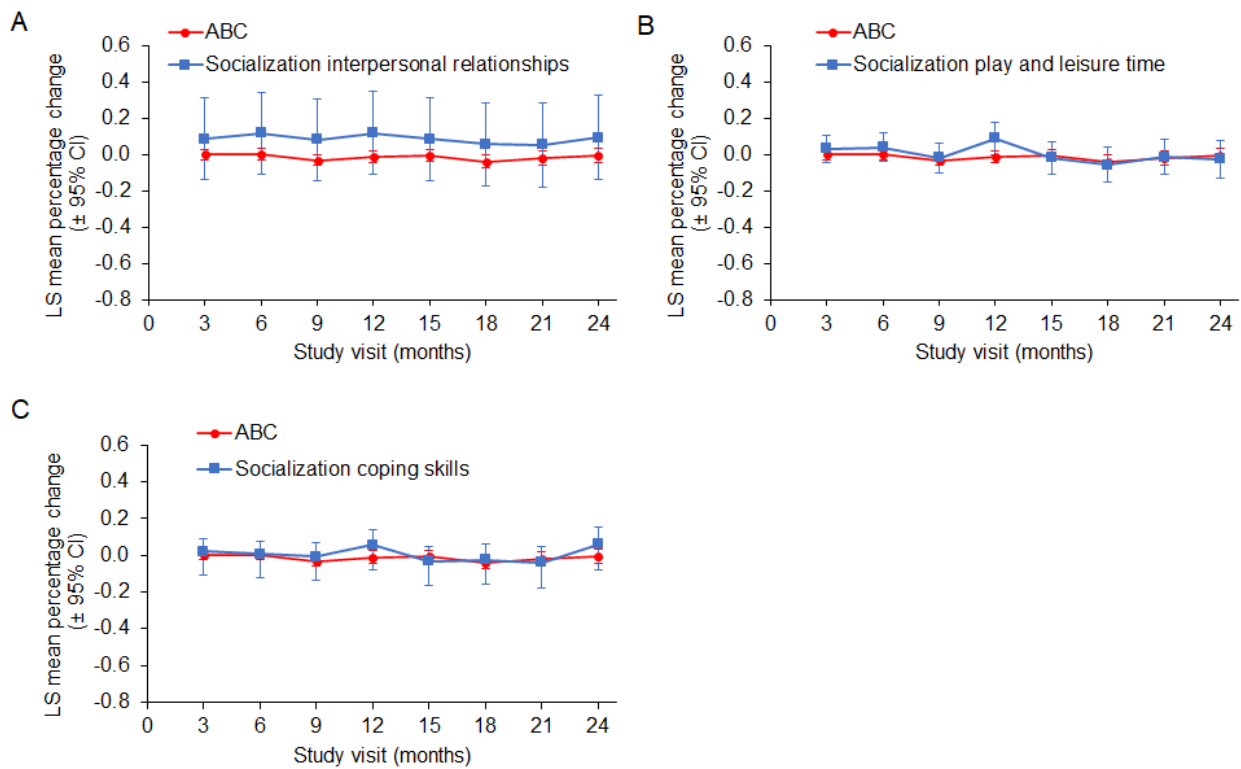 A
ABC
Socialization interpersonal relationships
LS mean percentage change
(± 95% CI)
0.6
0.4
0.2
0.0
-0.2
-0.4
-0.6
-0.8
0 3 6 9 12 15 18 21 24
Study visit (months)
B
ABC
Socialization play and leisure time
LS mean percentage change
(± 95% CI)
0.6
0.4
0.2
0.0
-0.2
-0.4
-0.6
-0.8
0 3 6 9 12 15 18 21 24
Study visit (months)
C
ABC
Socialization coping skills
LS mean percentage change
(± 95% CI)
0.6
0.4
0.2
0.0
-0.2
-0.4
-0.6
-0.8
0 3 6 9 12 15 18 21 24
Study visit (months)